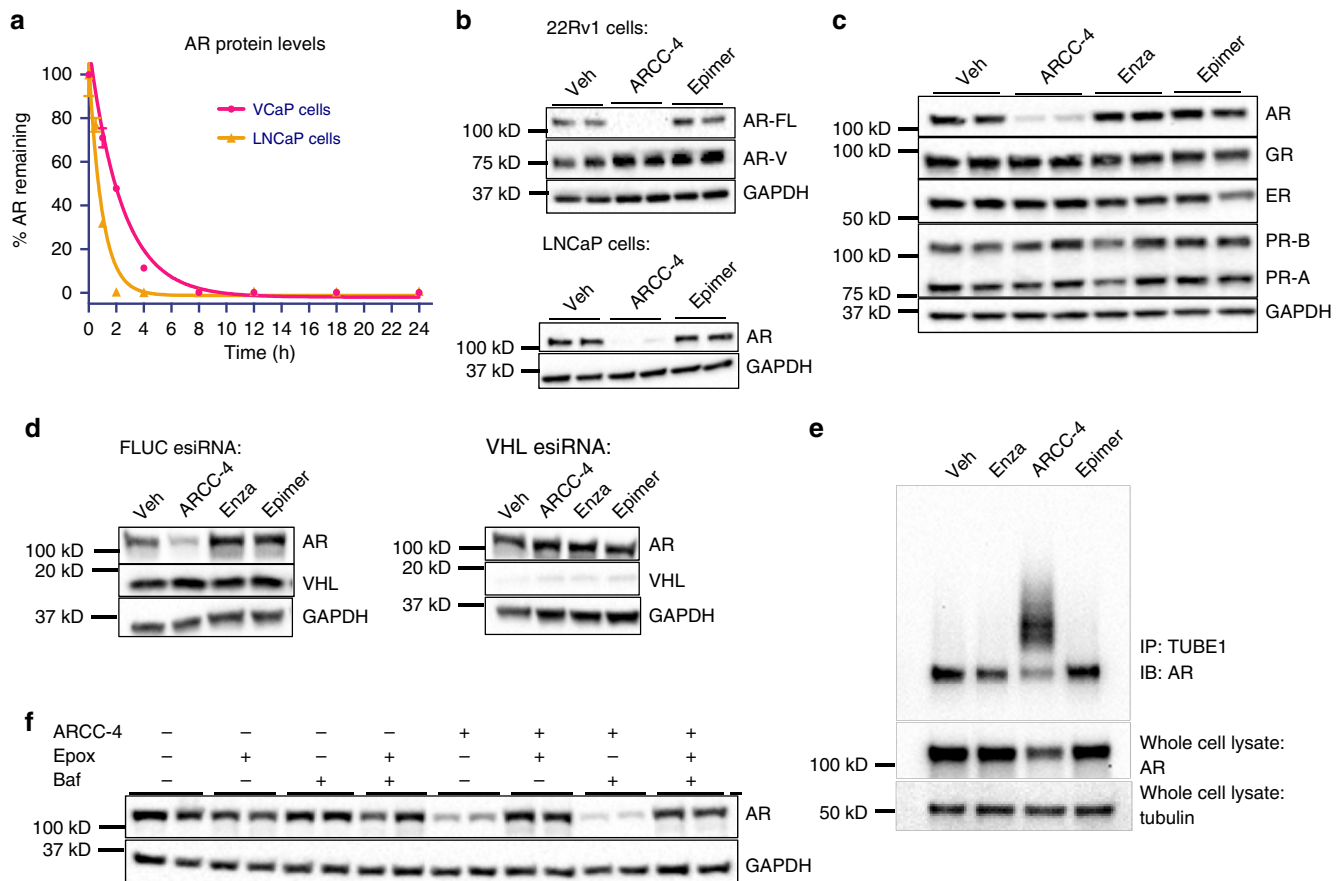 a
AR protein levels
% AR remaining
100
80
60
40
20
0
0 2 4 6 8 10 12 14 16 18 20 22 24
Time (h)
VCaP cells
LNCaP cells
b
22Rv1 cells:
Veh ARCC-4 Epimer
100 kD AR-FL
75 kD AR-V
37 kD GAPDH
LNCaP cells:
Veh ARCC-4 Epimer
100 kD AR
37 kD GAPDH
c
Veh ARCC-4 Enza Epimer
100 kD AR
100 kD GR
50 kD ER
100 kD PR-B
75 kD PR-A
37 kD GAPDH
d
FLUC esiRNA:
Veh ARCC-4 Enza Epimer
100 kD AR
20 kD VHL
37 kD GAPDH
VHL esiRNA:
Veh ARCC-4 Enza Epimer
100 kD AR
20 kD VHL
37 kD GAPDH
e
Veh Enza ARCC-4 Epimer
IP: TUBE1
IB: AR
100 kD
Whole cell lysate:
AR
50 kD
Whole cell lysate:
tubulin
f
ARCC-4 – – – – + + + +
Epox – + – + – + – +
Baf – – + + – – + +
100 kD AR
37 kD GAPDH